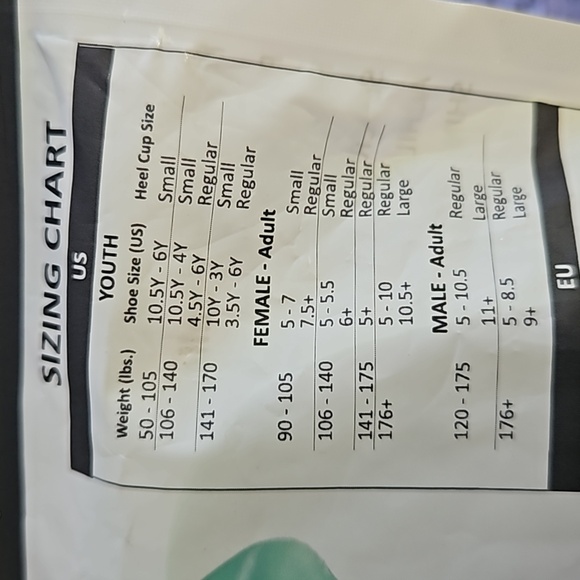 SIZING CHART
US
YOUTH
Weight (lbs.) Shoe Size (US) Heel Cup Size
50 - 105 10.5Y - 6Y Small
106 - 140 10.5Y - 4Y Small
4.5Y - 6Y Regular
141 - 170 10Y - 3Y Small
3.5Y - 6Y Regular
FEMALE - Adult
90 - 105 5 - 7 Small
7.5+ Regular
106 - 140 5 - 5.5 Small
6+ Regular
141 - 175 5+ Regular
176+ 5 - 10 Regular
10.5+ Large
MALE - Adult
120 - 175 5 - 10.5 Regular
11+ Large
176+ 5 - 8.5 Regular
9+ Large
EU